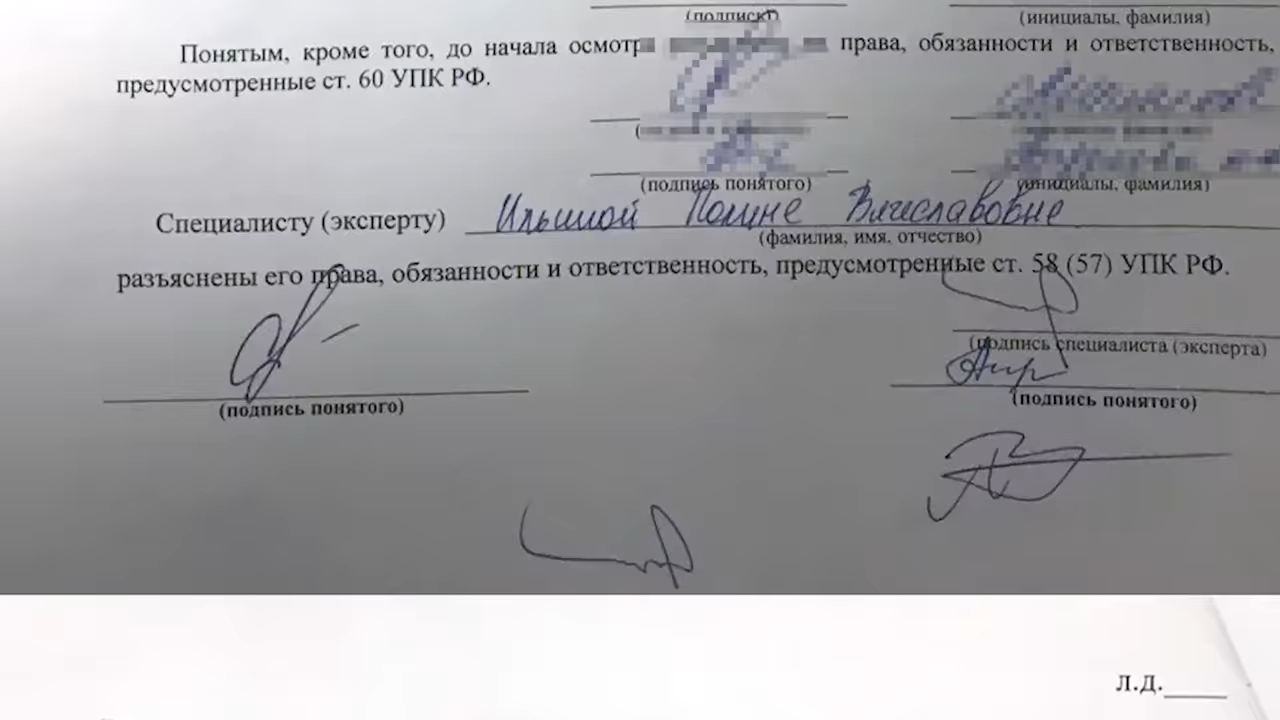 (подпись) (инициалы, фамилия)
Понятым, кроме того, до начала права, обязанности и ответственность,
предусмотренные ст. 60 УПК РФ.
(подпись понятого) (инициалы, фамилия)
Специалисту (эксперту) Полине Вячеславовне
(фамилия, имя, отчество)
разъяснены его права, обязанности и ответственность, предусмотренные ст. 58 (57) УПК РФ.
(подпись специалиста (эксперта)
(подпись понятого) (подпись понятого)
Л.Д.____